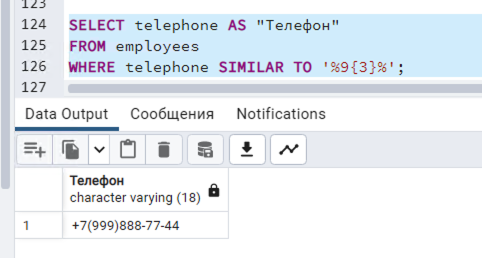 123
124 SELECT telephone AS "Телефон"
125 FROM employees
126 WHERE telephone SIMILAR TO '%9{3}%';
127
Data Output Сообщения Notifications
Телефон
character varying (18)
1 +7(999)888-77-44